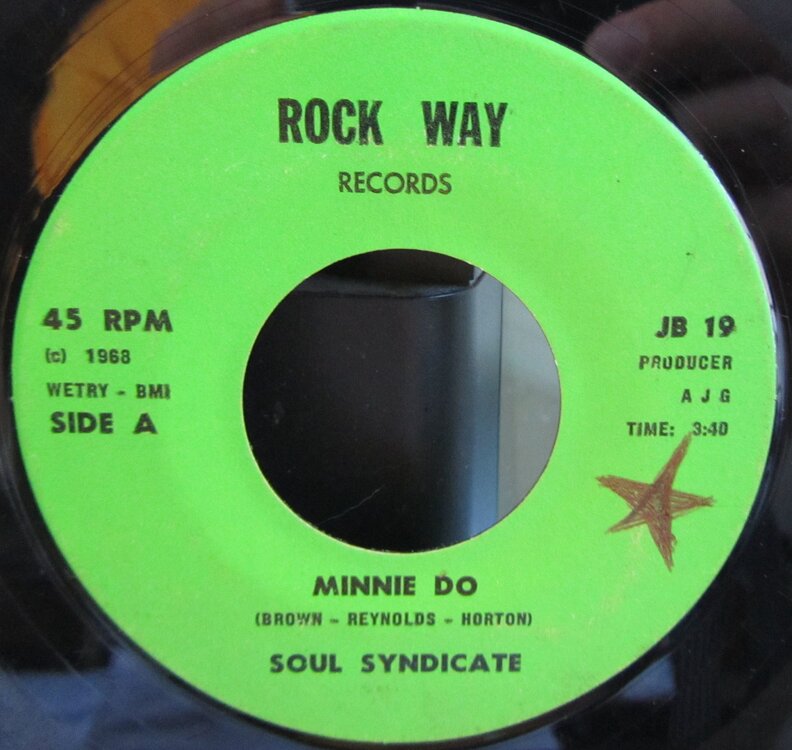 ROCK WAY
RECORDS
45 RPM
(c) 1968
WETRY - BMI
SIDE A
JB 19
PRODUCER
A J G
TIME: 3:40
MINNIE DO
(BROWN - REYNOLDS - HORTON)
SOUL SYNDICATE